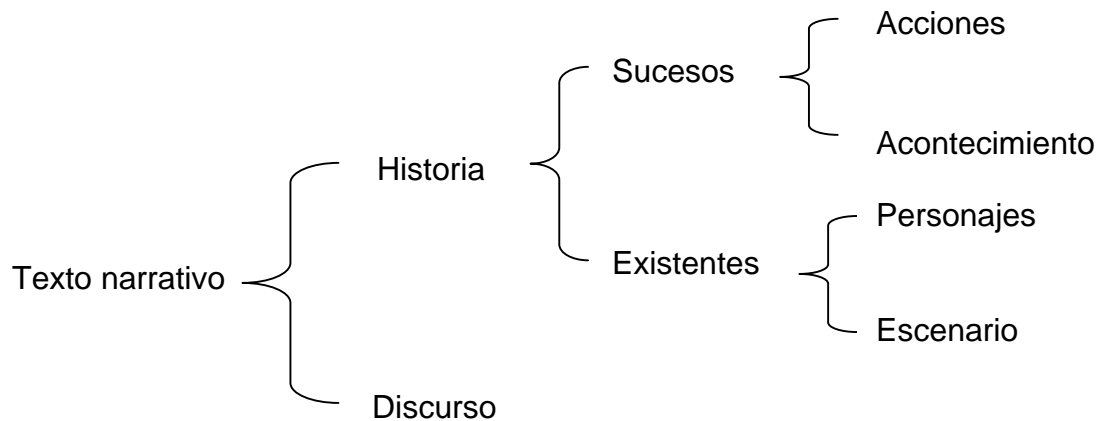 Acciones
Sucesos
Acontecimiento
Historia
Personajes
Existentes
Texto narrativo
Escenario
Discurso